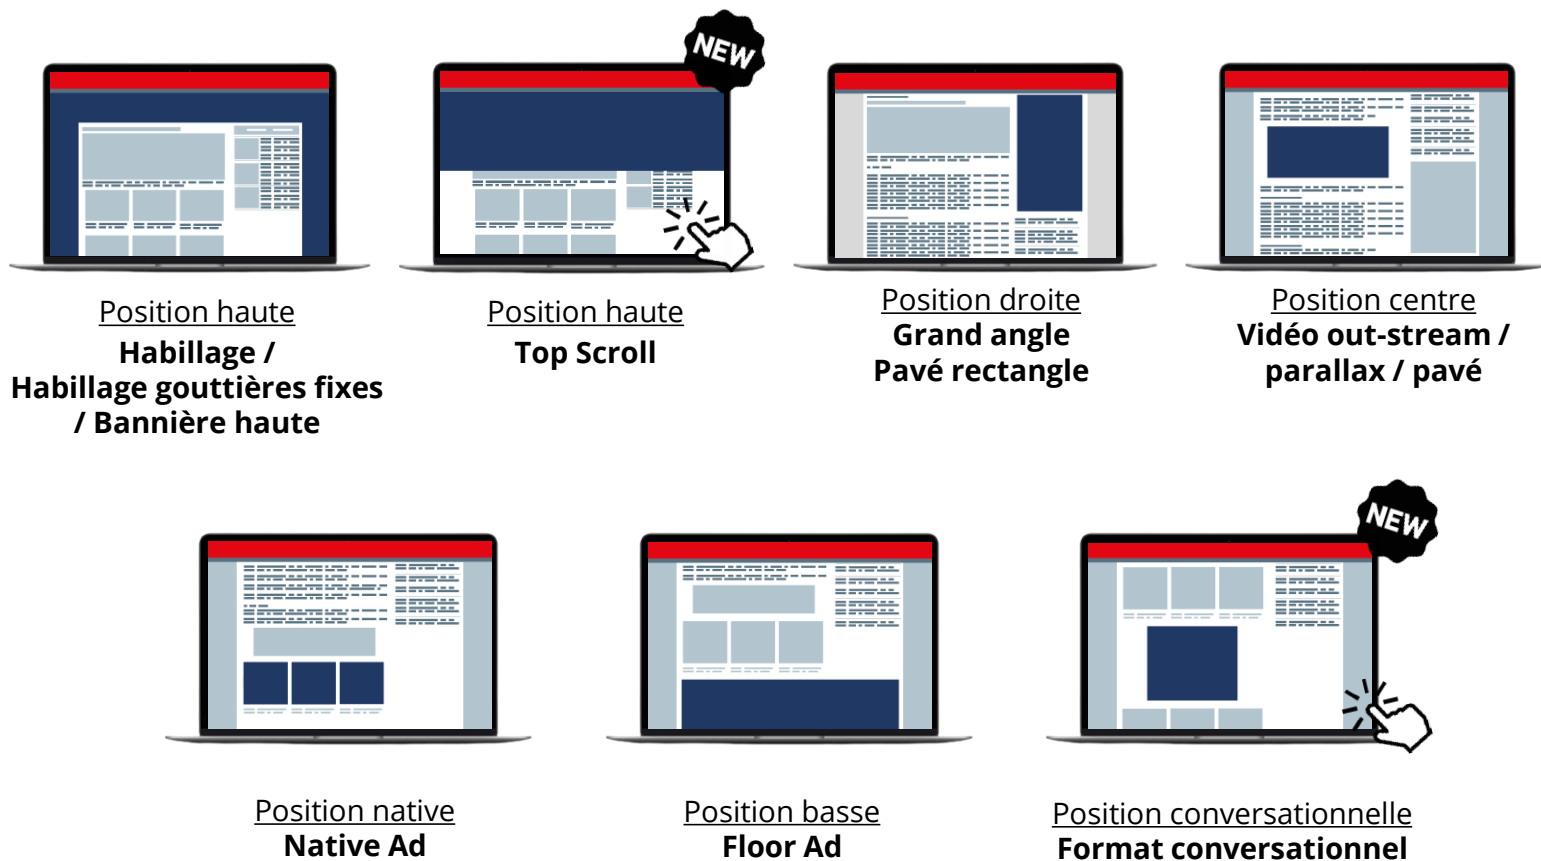 NEW
Position haute
Habillage /
Habillage gouttières fixes
/ Bannière haute
Position haute
Top Scroll
Position droite
Grand angle
Pavé rectangle
Position centre
Vidéo out-stream /
parallax / pavé
NEW
Position native
Native Ad
Position basse
Floor Ad
Position conversationnelle
Format conversationnel